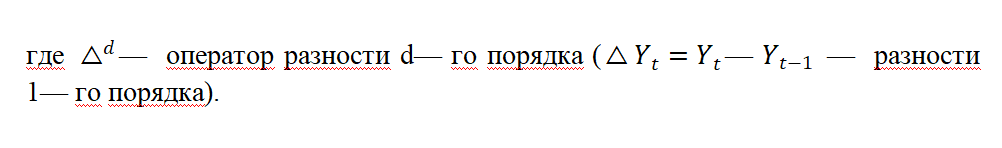 где △ᵈ— оператор разности d— го порядка (△ Yₜ = Yₜ— Yₜ₋₁ — разности
1— го порядка).